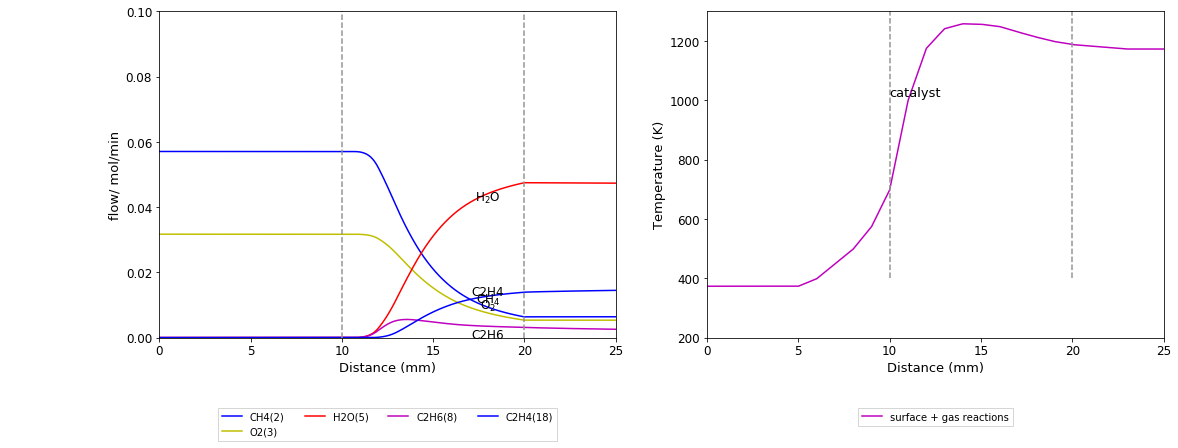 0.10
0.08
0.06
0.04
0.02
0.00
flow/ mol/min
H₂O
C2H4
CH₄
O₂
C2H6
0 5 10 15 20 25
Distance (mm)
CH4(2) H2O(5) C2H6(8) C2H4(18)
O2(3)
1200
1000
800
600
400
200
Temperature (K)
catalyst
0 5 10 15 20 25
Distance (mm)
surface + gas reactions